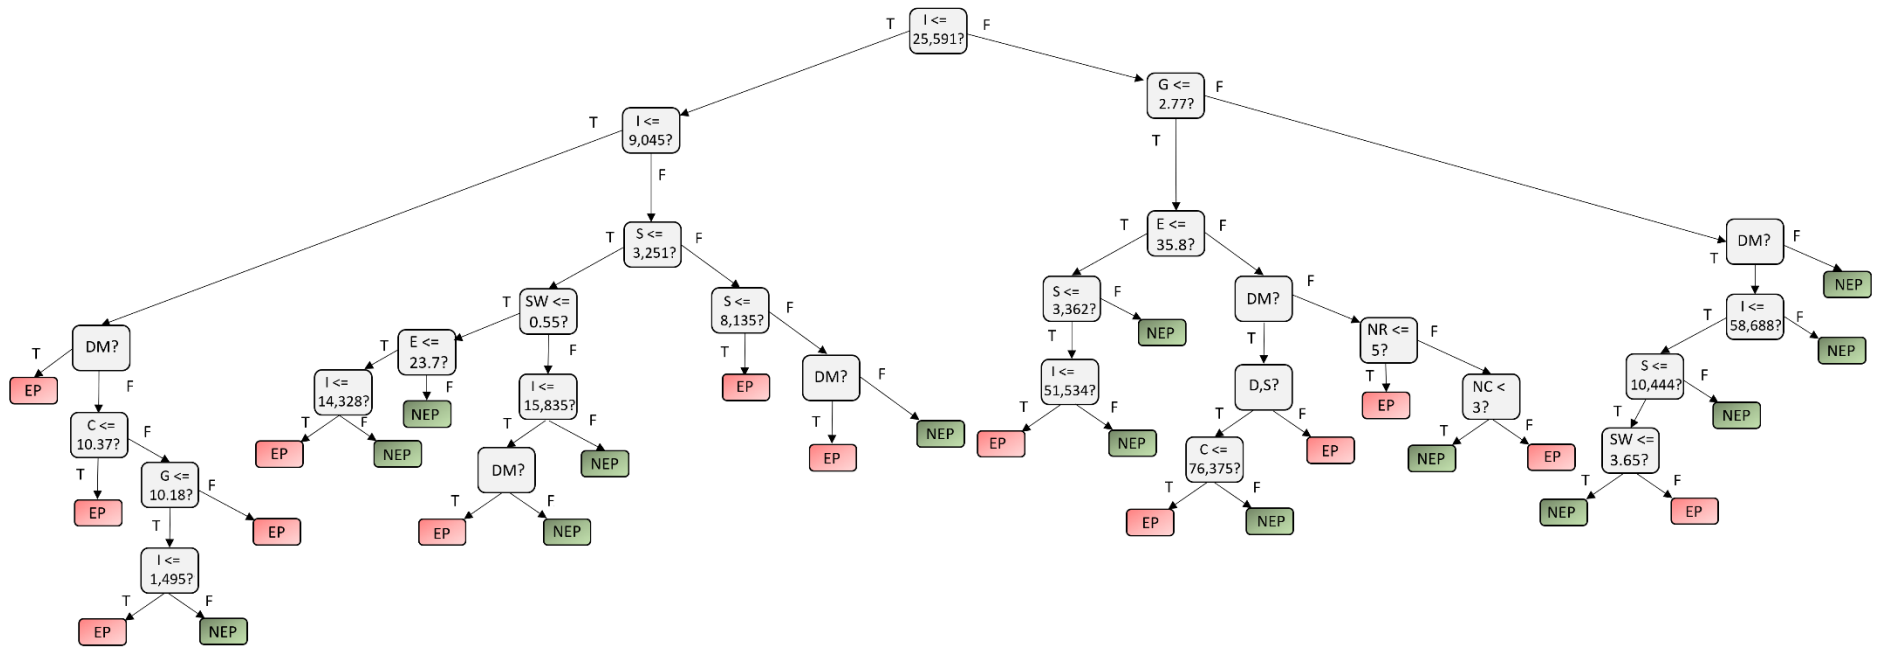 T
I <=
25,591?
F
G <=
2.77?
F
T
I <=
9,045?
T
F
T
S <=
3,251?
F
T
E <=
35.8?
F
DM?
F
T
NEP
T
SW <=
0.55?
S <=
8,135?
F
S <=
3,362?
F
DM?
F
I <=
58,688?
F
T
DM?
F
T
E <=
23.7?
F
T
DM?
F
T
NEP
T
NR <=
5?
F
T
NEP
EP
I <=
14,328?
F
NEP
I <=
15,835?
EP
T
NEP
I <=
51,534?
D,S?
T
EP
NC <
3?
S <=
10,444?
F
NEP
C <=
10.37?
F
T
F
EP
NEP
T
F
DM?
T
F
NEP
EP
T
F
EP
NEP
T
C <=
76,375?
F
EP
T
NEP
F
EP
T
SW <=
3.65?
T
EP
G <=
10.18?
F
EP
T
EP
F
NEP
T
EP
F
NEP
T
NEP
F
EP
T
I <=
1,495?
T
EP
F
NEP